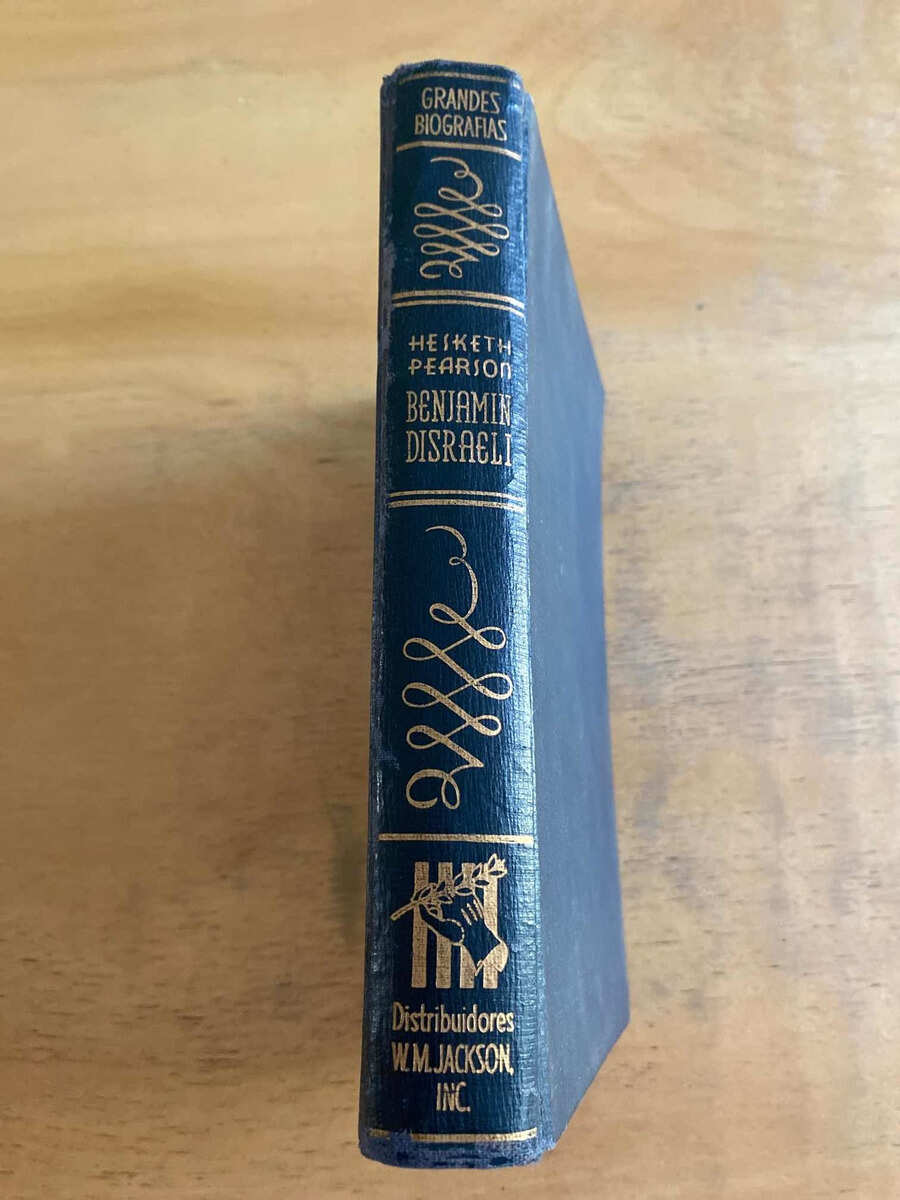 GRANDES
BIOGRAFIAS
HESKETH
PEARSON
BENJAMIN
DISRAELI
Distribuidores
W.M.JACKSON,
INC.